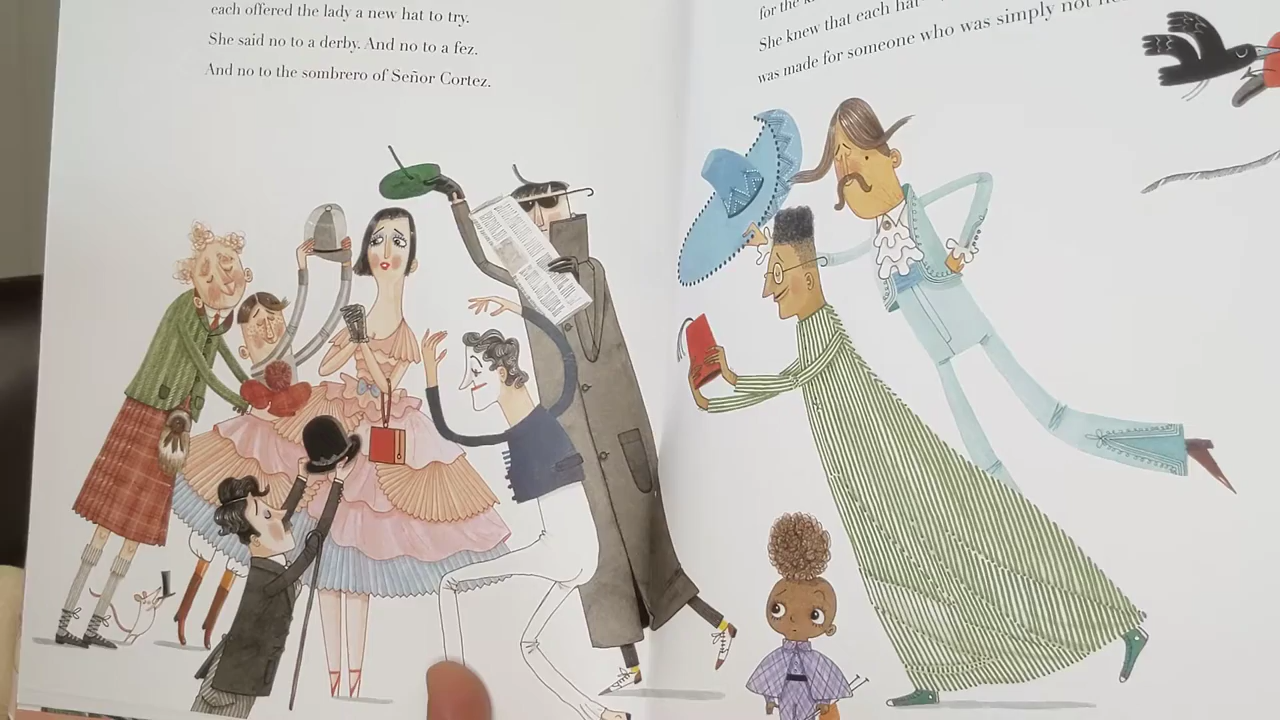 each offered the lady a new hat to try.
She said no to a derby. And no to a fez.
And no to the sombrero of Señor Cortez.
for the
She knew that each hat
was made for someone who was simply not